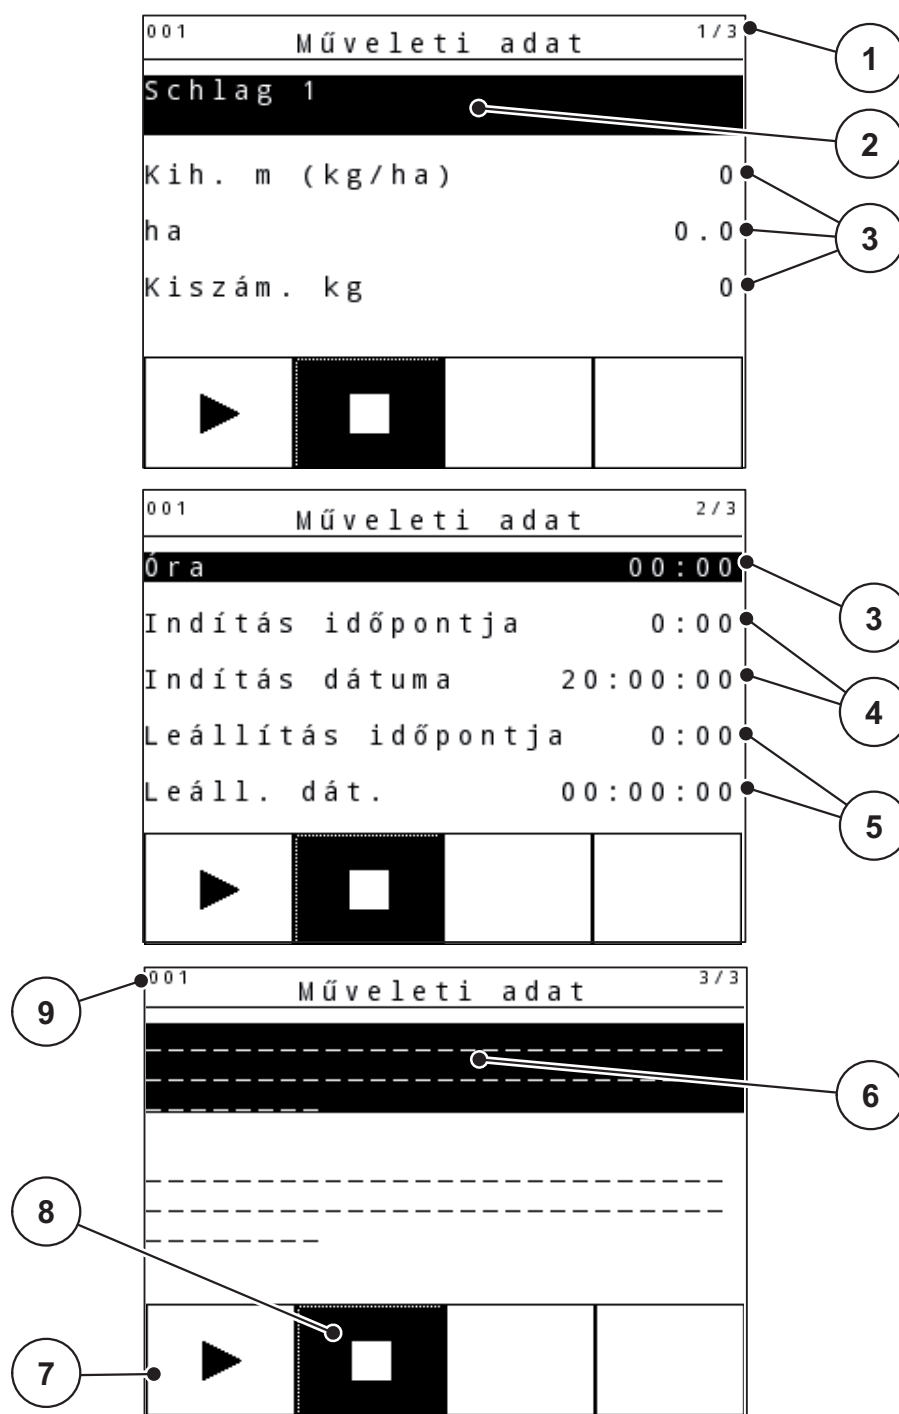 001 Műveleti adat 1/3
1
Schlag 1
2
Kih. m (kg/ha) 0
ha 0.0
3
Kiszám. kg 0
001 Műveleti adat 2/3
Óra 00:00
3
Indítás időpontja 0:00
Indítás dátuma 20:00:00
4
Leállítás időpontja 0:00
Leáll. dát. 00:00:00
5
001 Műveleti adat 3/3
9
6
8
7